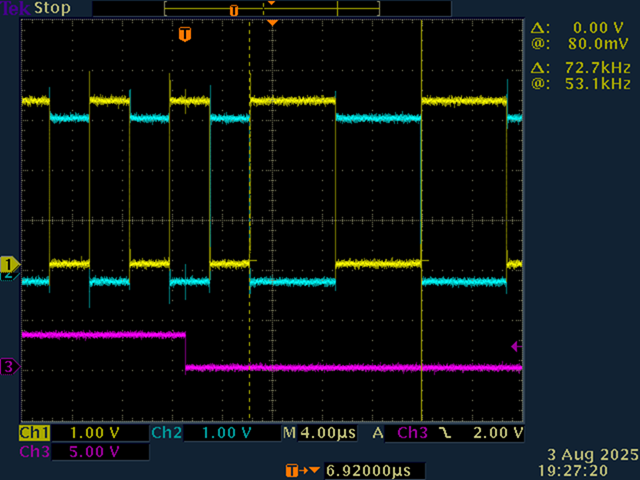 Tek Stop
T
T
Δ: 0.00 V
@: 80.0mV
Δ: 72.7kHz
@: 53.1kHz
1
2
3
Ch1 1.00 V Ch2 1.00 V M 4.00µs A Ch3 2.00 V
Ch3 5.00 V
T 6.92000µs
3 Aug 2025
19:27:20